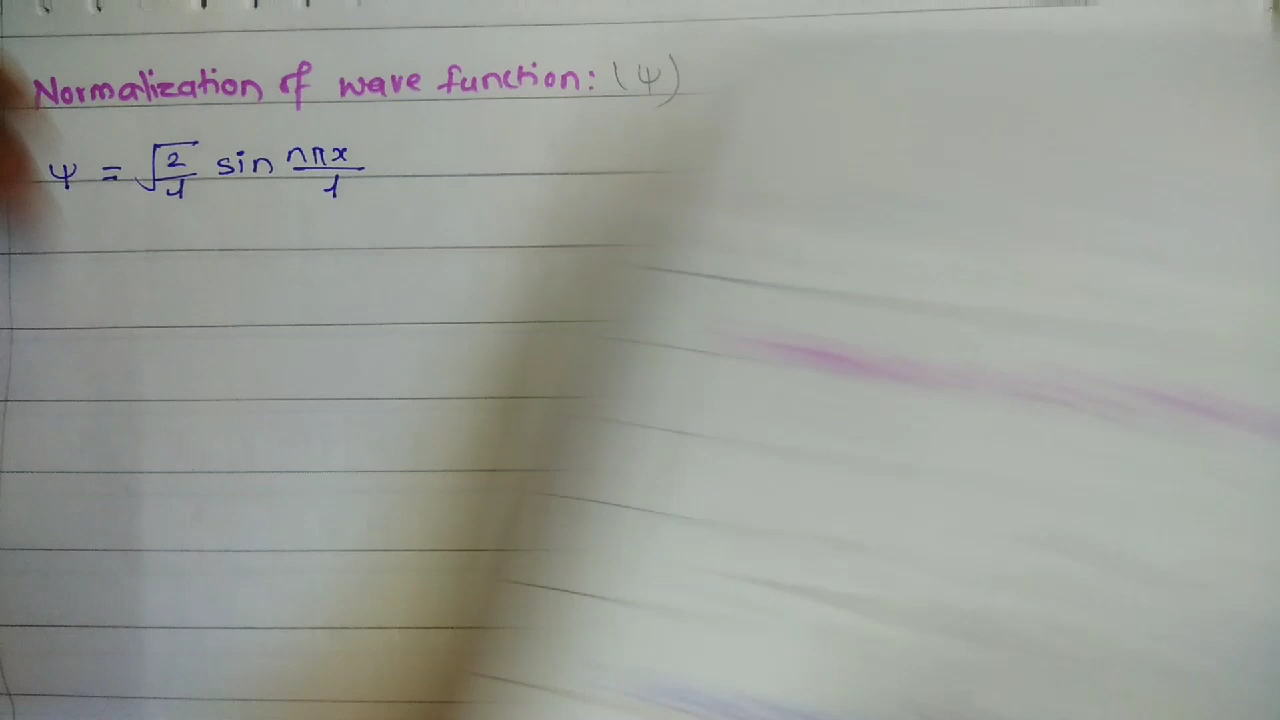 Normalization of wave function: (ψ)
ψ = √2/l sin nπx/l